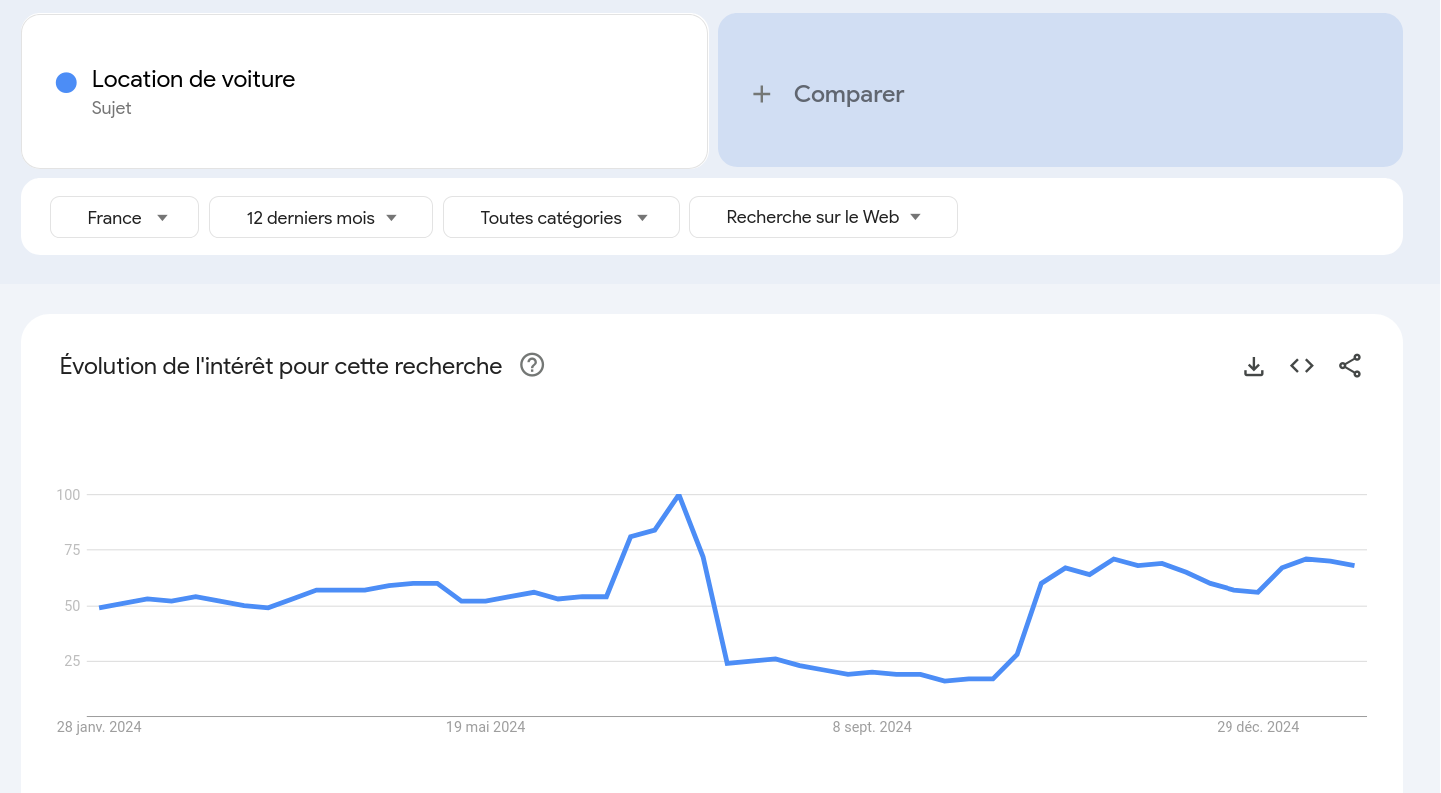 Location de voiture
Sujet
+ Comparer
France
12 derniers mois
Toutes catégories
Recherche sur le Web
Évolution de l'intérêt pour cette recherche
100
75
50
25
28 janv. 2024
19 mai 2024
8 sept. 2024
29 déc. 2024